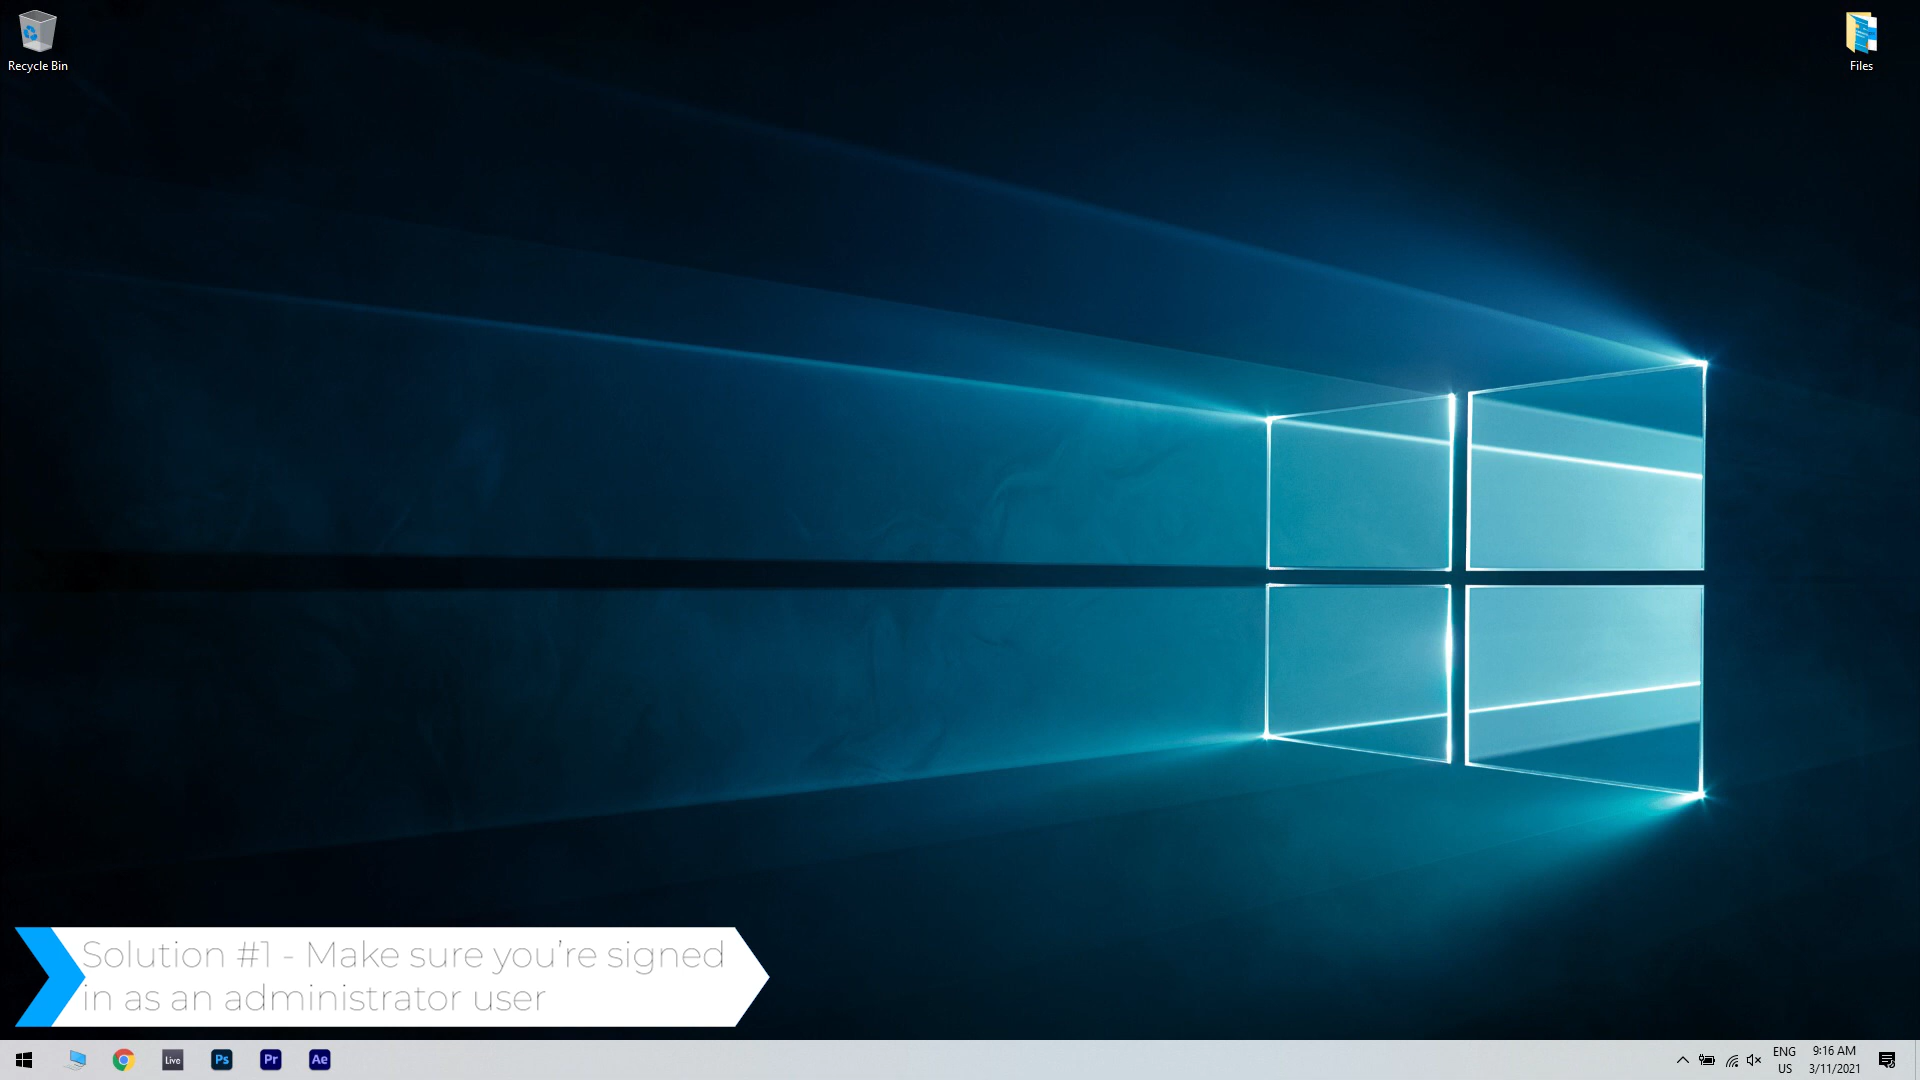 Recycle Bin
Files
Solution #1 - Make sure you’re signed
in as an administrator user
Live
Ps
Pr
Ae
ENG
US
9:16 AM
3/11/2021